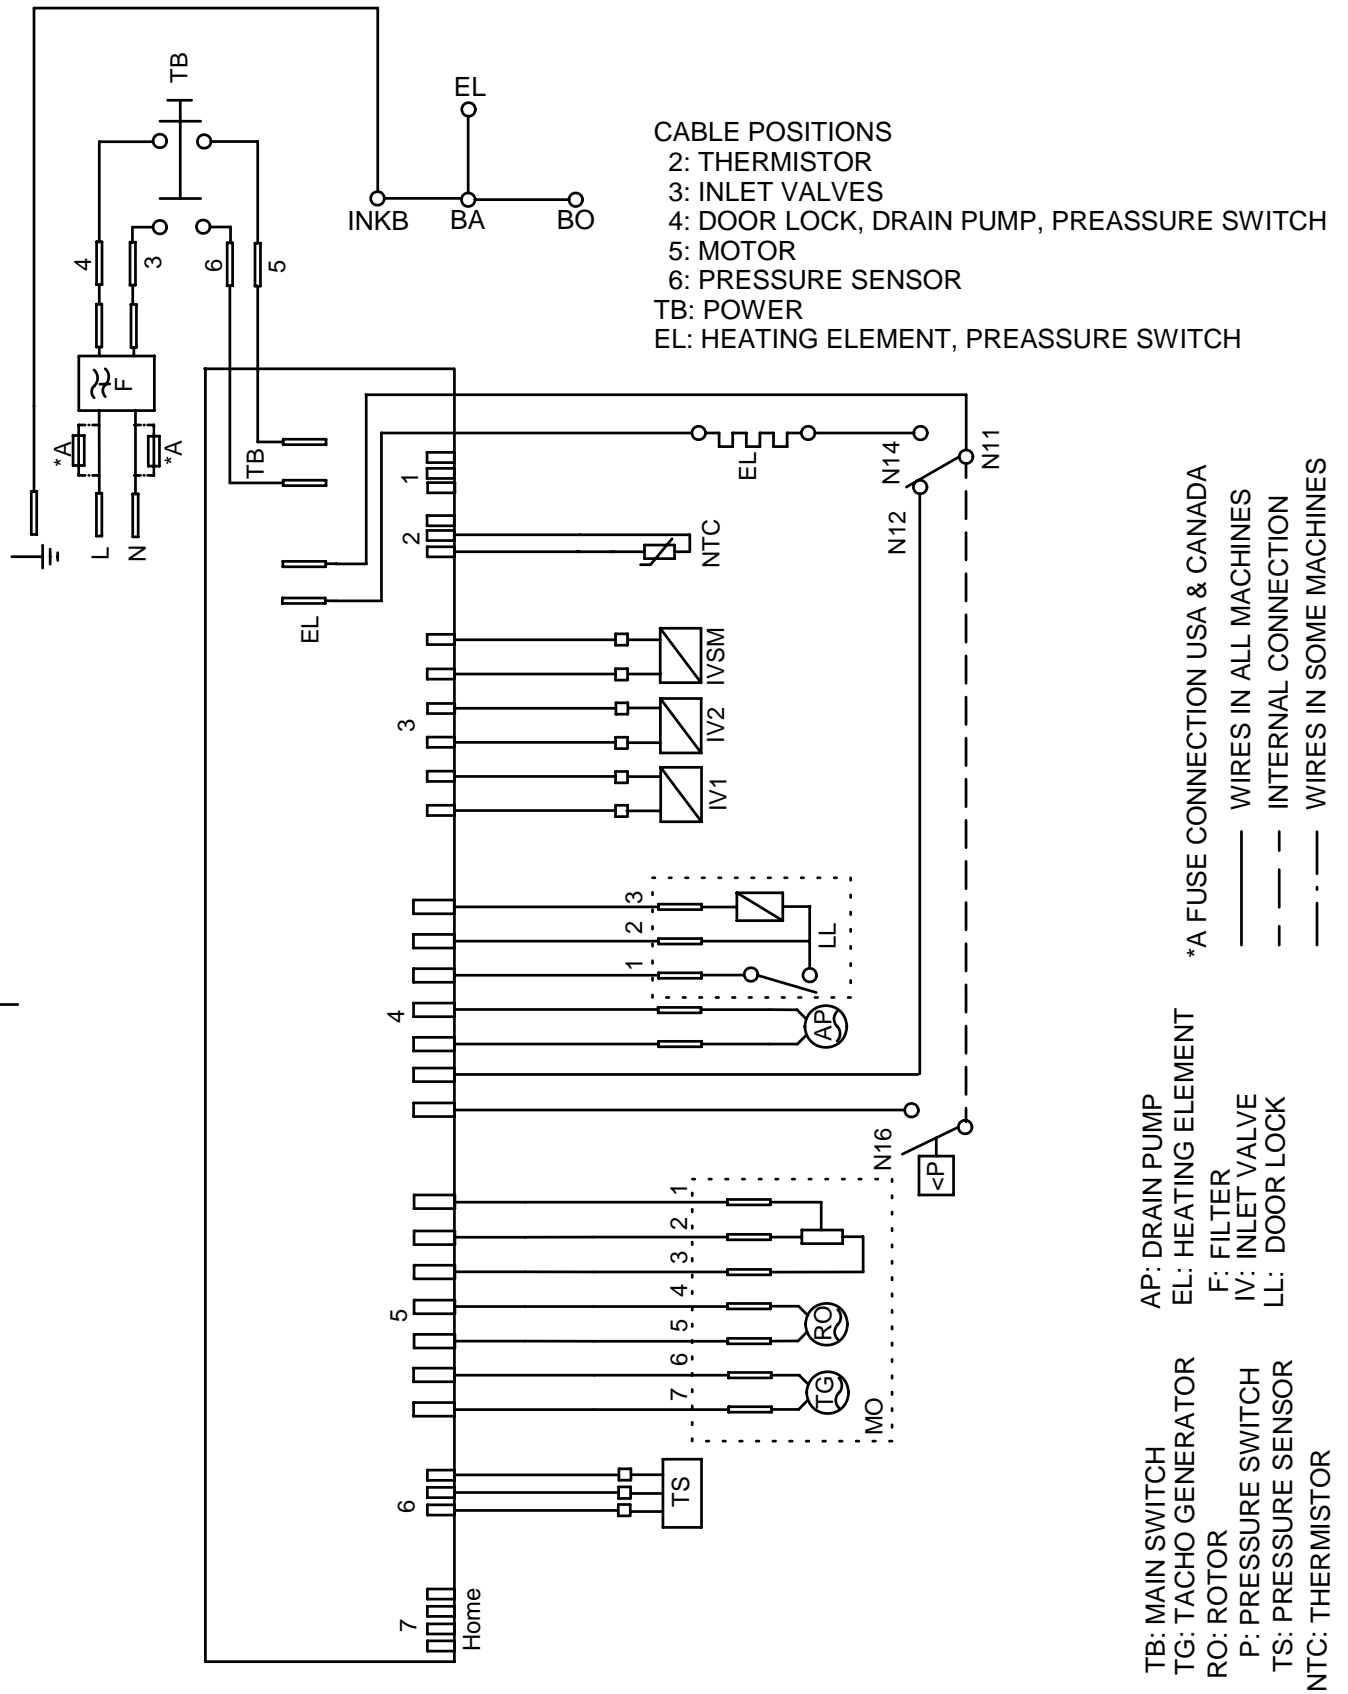 TB
EL
INKB
BA
BO
CABLE POSITIONS
2: THERMISTOR
3: INLET VALVES
4: DOOR LOCK, DRAIN PUMP, PREASSURE SWITCH
5: MOTOR
6: PRESSURE SENSOR
TB: POWER
EL: HEATING ELEMENT, PREASSURE SWITCH
4
3
6
5
F
*A
*A
L
N
TB
EL
1
2
3
4
5
6
7
Home
EL
N14
N11
N12
NTC
IVSM
IV2
IV1
3
2
1
LL
AP
N16
<P
1
2
3
4
5
6
7
RO
TG
MO
TS
*A FUSE CONNECTION USA & CANADA
WIRES IN ALL MACHINES
INTERNAL CONNECTION
WIRES IN SOME MACHINES
AP: DRAIN PUMP
EL: HEATING ELEMENT
F: FILTER
IV: INLET VALVE
LL: DOOR LOCK
TB: MAIN SWITCH
TG: TACHO GENERATOR
RO: ROTOR
P: PRESSURE SWITCH
TS: PRESSURE SENSOR
NTC: THERMISTOR